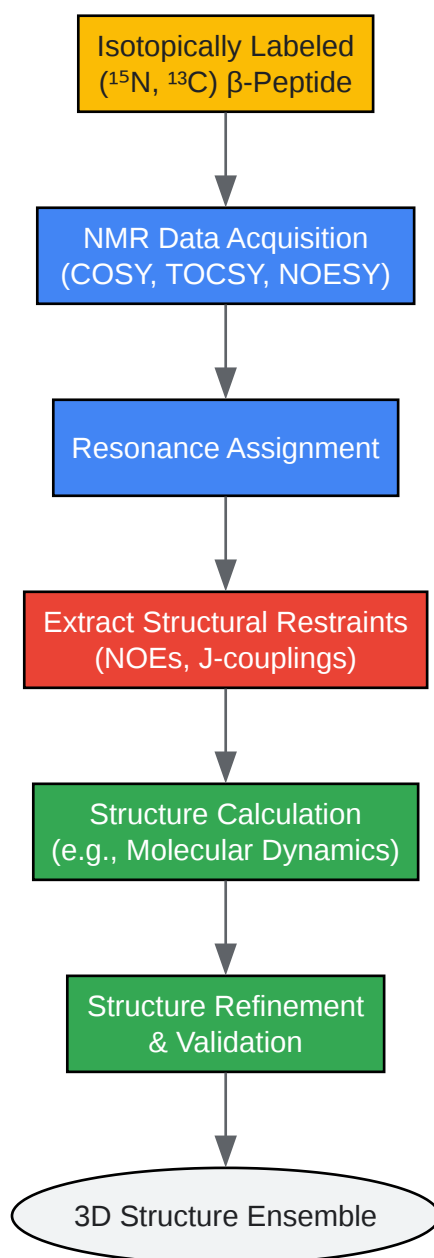 Isotopically Labeled
(¹⁵N, ¹³C) β-Peptide
NMR Data Acquisition
(COSY, TOCSY, NOESY)
Resonance Assignment
Extract Structural Restraints
(NOEs, J-couplings)
Structure Calculation
(e.g., Molecular Dynamics)
Structure Refinement
& Validation
3D Structure Ensemble